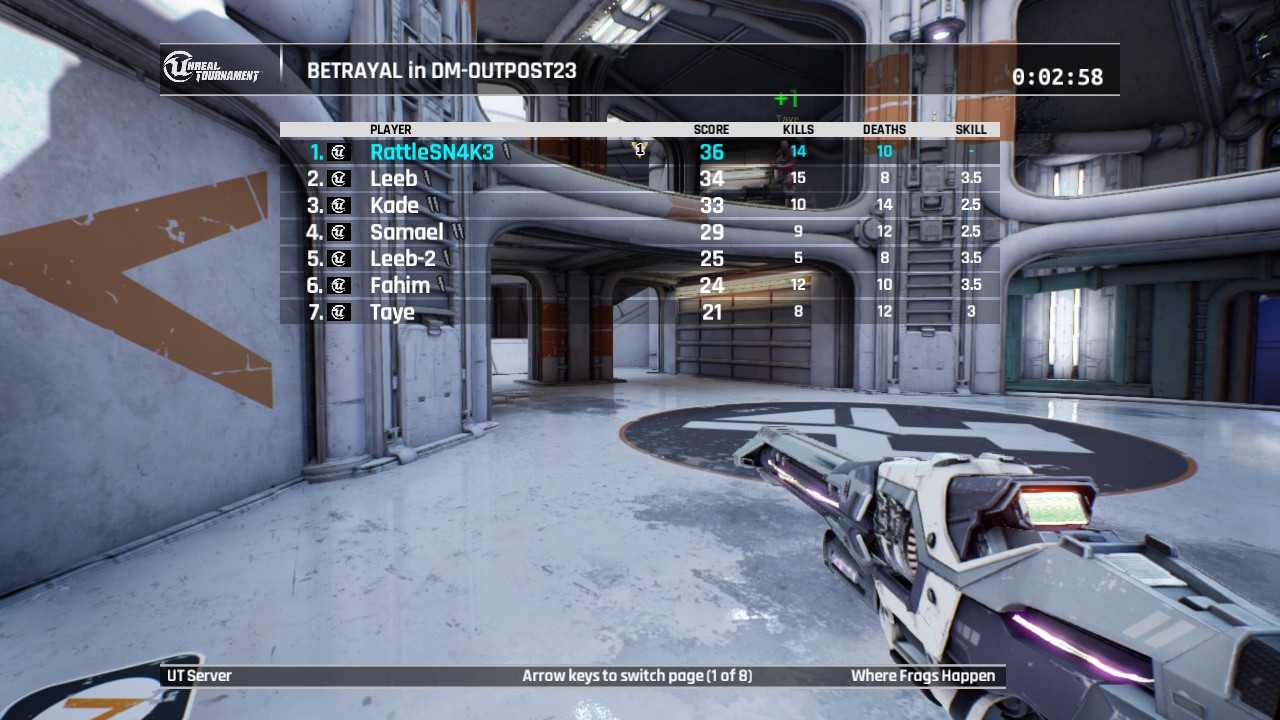 UNREAL TOURNAMENT
BETRAYAL in DM-OUTPOST23
0:02:58
+1
Taye
PLAYER SCORE KILLS DEATHS SKILL
1. RattleSN4K3 1 36 14 10 -
2. Leeb 34 15 8 3.5
3. Kade 33 10 14 2.5
4. Samael 29 9 12 2.5
5. Leeb-2 25 5 8 3.5
6. Fahim 24 12 10 3.5
7. Taye 21 8 12 3
UT Server Arrow keys to switch page (1 of 8) Where Frags Happen